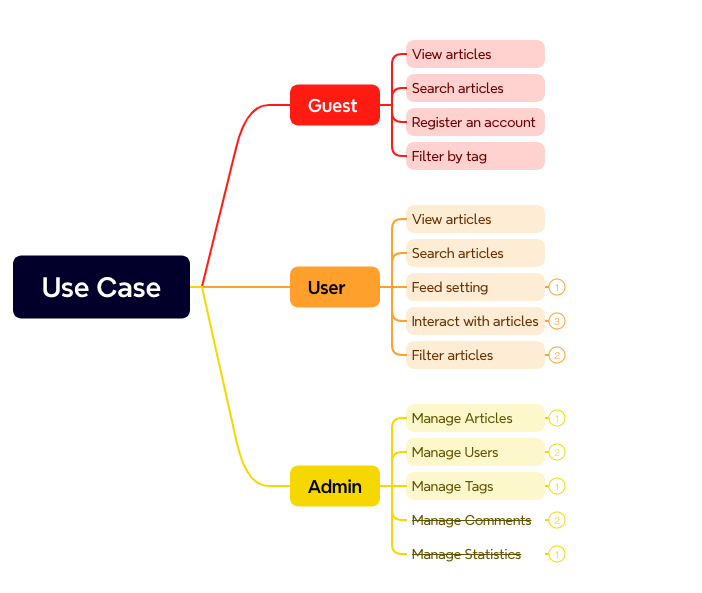 Use Case
Guest
View articles
Search articles
Register an account
Filter by tag
User
View articles
Search articles
Feed setting 1
Interact with articles 3
Filter articles 2
Admin
Manage Articles 1
Manage Users 2
Manage Tags 1
Manage Comments 2
Manage Statistics 1